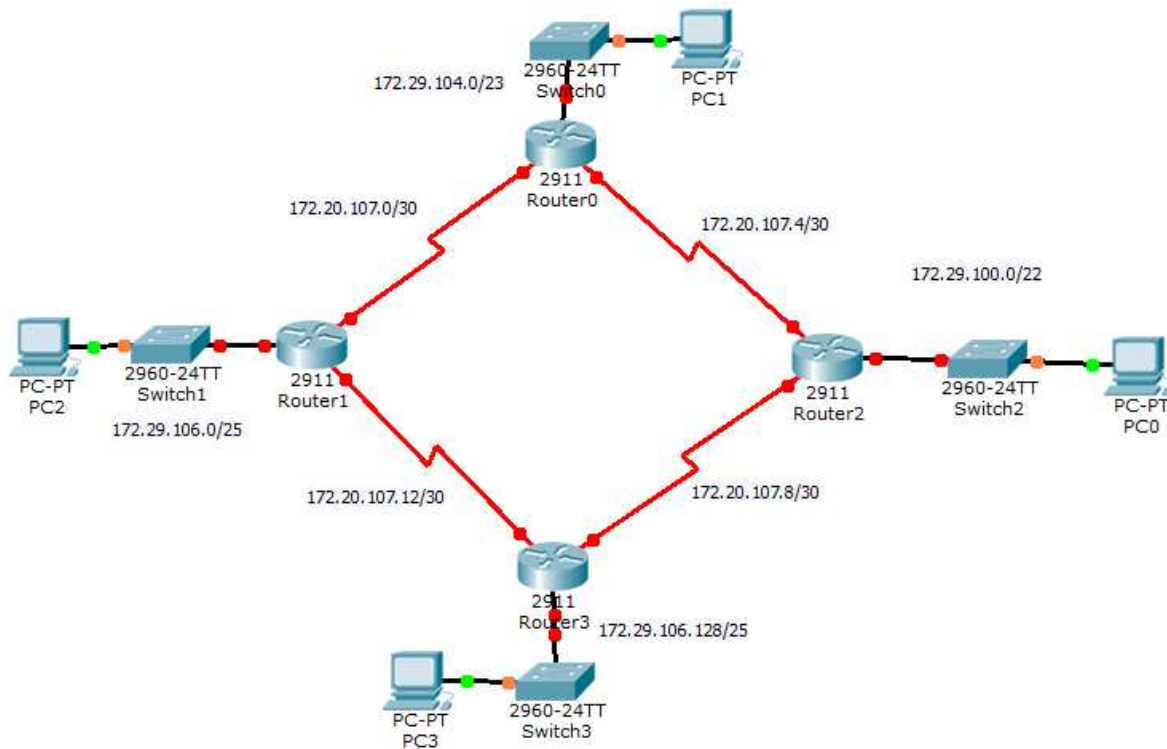 2960-24TT
Switch0
PC-PT
PC1
172.29.104.0/23
2911
Router0
172.20.107.0/30
172.20.107.4/30
172.29.100.0/22
PC-PT
PC2
2960-24TT
Switch1
2911
Router1
2911
Router2
2960-24TT
Switch2
PC-PT
PC0
172.29.106.0/25
172.20.107.12/30
172.20.107.8/30
2911
Router3
172.29.106.128/25
PC-PT
PC3
2960-24TT
Switch3